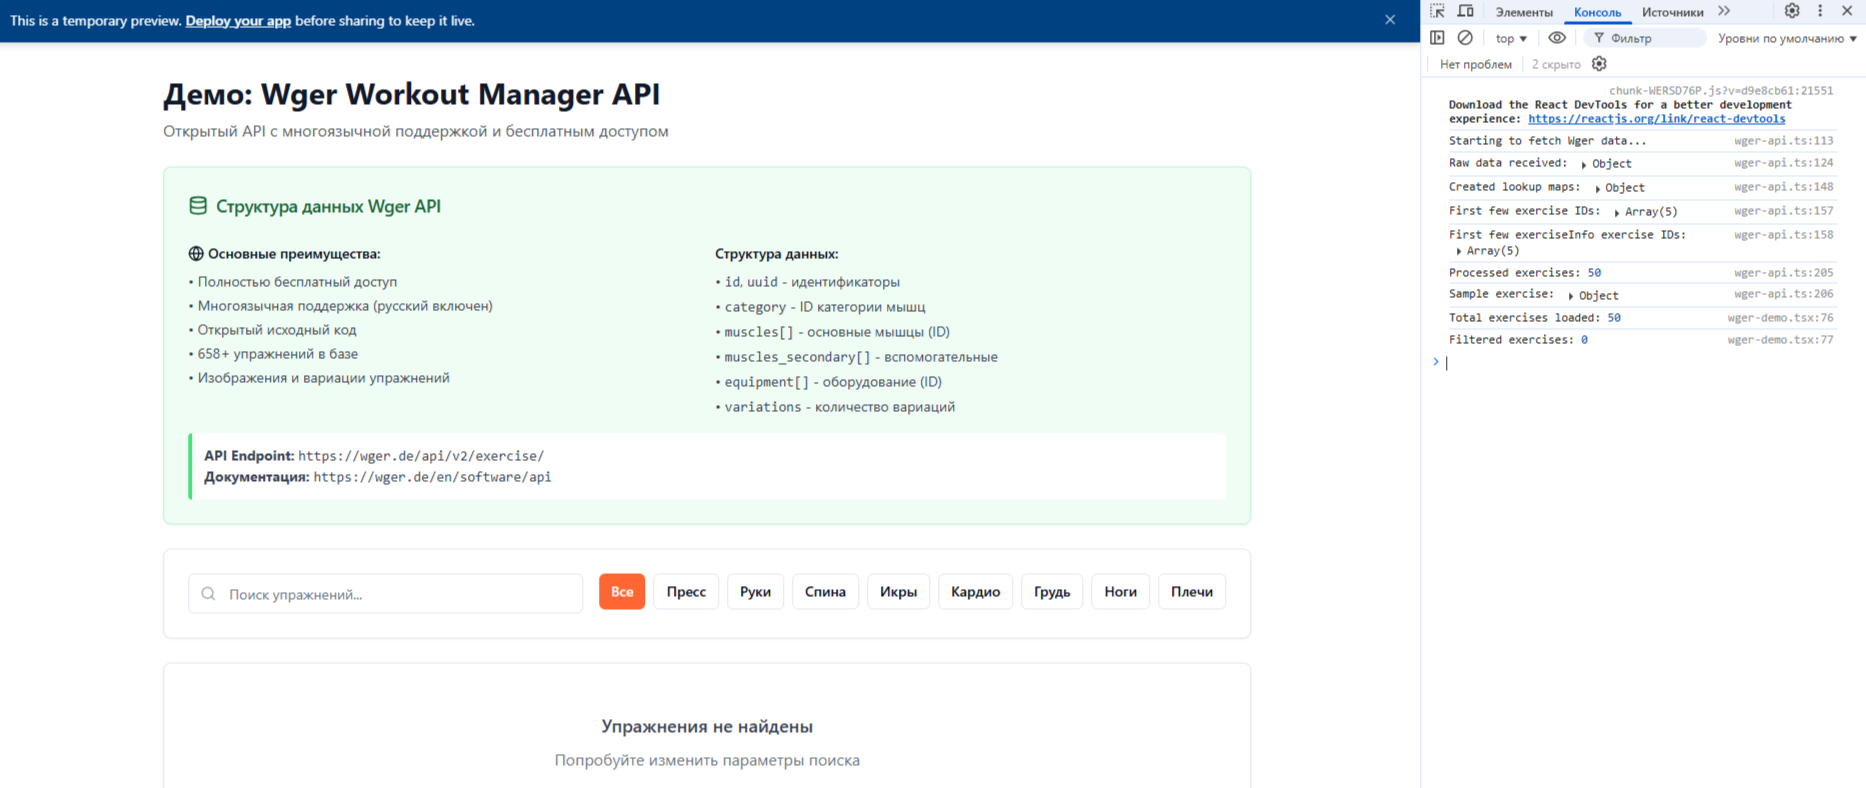 This is a temporary preview. Deploy your app before sharing to keep it live.
Демо: Wger Workout Manager API
Открытый API с многоязычной поддержкой и бесплатным доступом
Структура данных Wger API
Основные преимущества:
• Полностью бесплатный доступ
• Многоязычная поддержка (русский включен)
• Открытый исходный код
• 658+ упражнений в базе
• Изображения и вариации упражнений
Структура данных:
• id, uuid - идентификаторы
• category - ID категории мышц
• muscles[] - основные мышцы (ID)
• muscles_secondary[] - вспомогательные
• equipment[] - оборудование (ID)
• variations - количество вариаций
API Endpoint: https://wger.de/api/v2/exercise/
Документация: https://wger.de/en/software/api
Поиск упражнений...
Все Пресс Руки Спина Икры Кардио Грудь Ноги Плечи
Упражнения не найдены
Попробуйте изменить параметры поиска
Элементы Консоль Источники
top Фильтр Уровни по умолчанию
Нет проблем 2 скрыто
chunk-WERSD76P.js?v=d9e8cb61:21551
Download the React DevTools for a better development
experience: https://reactjs.org/link/react-devtools
Starting to fetch Wger data... wger-api.ts:113
Raw data received: Object wger-api.ts:124
Created lookup maps: Object wger-api.ts:148
First few exercise IDs: Array(5) wger-api.ts:157
First few exerciseInfo exercise IDs: wger-api.ts:158
Array(5)
Processed exercises: 50 wger-api.ts:205
Sample exercise: Object wger-api.ts:206
Total exercises loaded: 50 wger-demo.tsx:76
Filtered exercises: 0 wger-demo.tsx:77